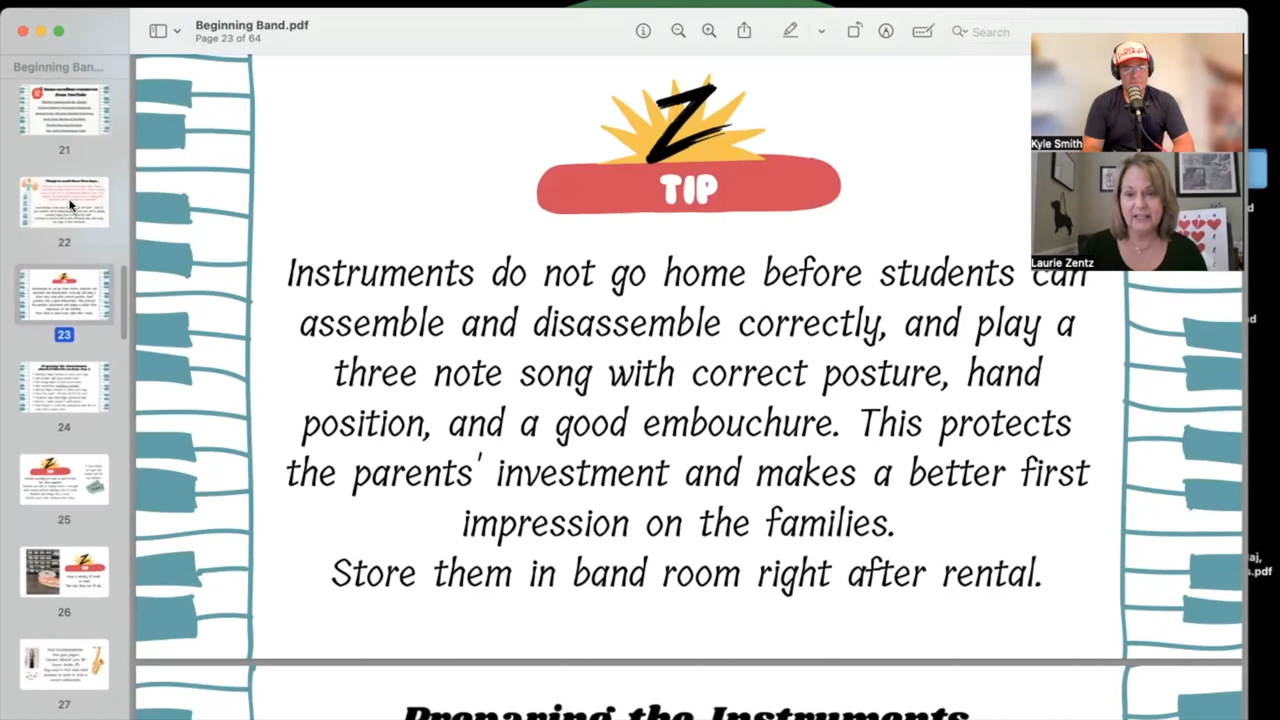 Beginning Band.pdf
Page 23 of 64
Search
Beginning Ban...
21
22
23
24
25
26
27
Z
TIP
Instruments do not go home before students can
assemble and disassemble correctly, and play a
three note song with correct posture, hand
position, and a good embouchure. This protects
the parents' investment and makes a better first
impression on the families.
Store them in band room right after rental.
Preparing the Instruments
Kyle Smith
Laurie Zentz